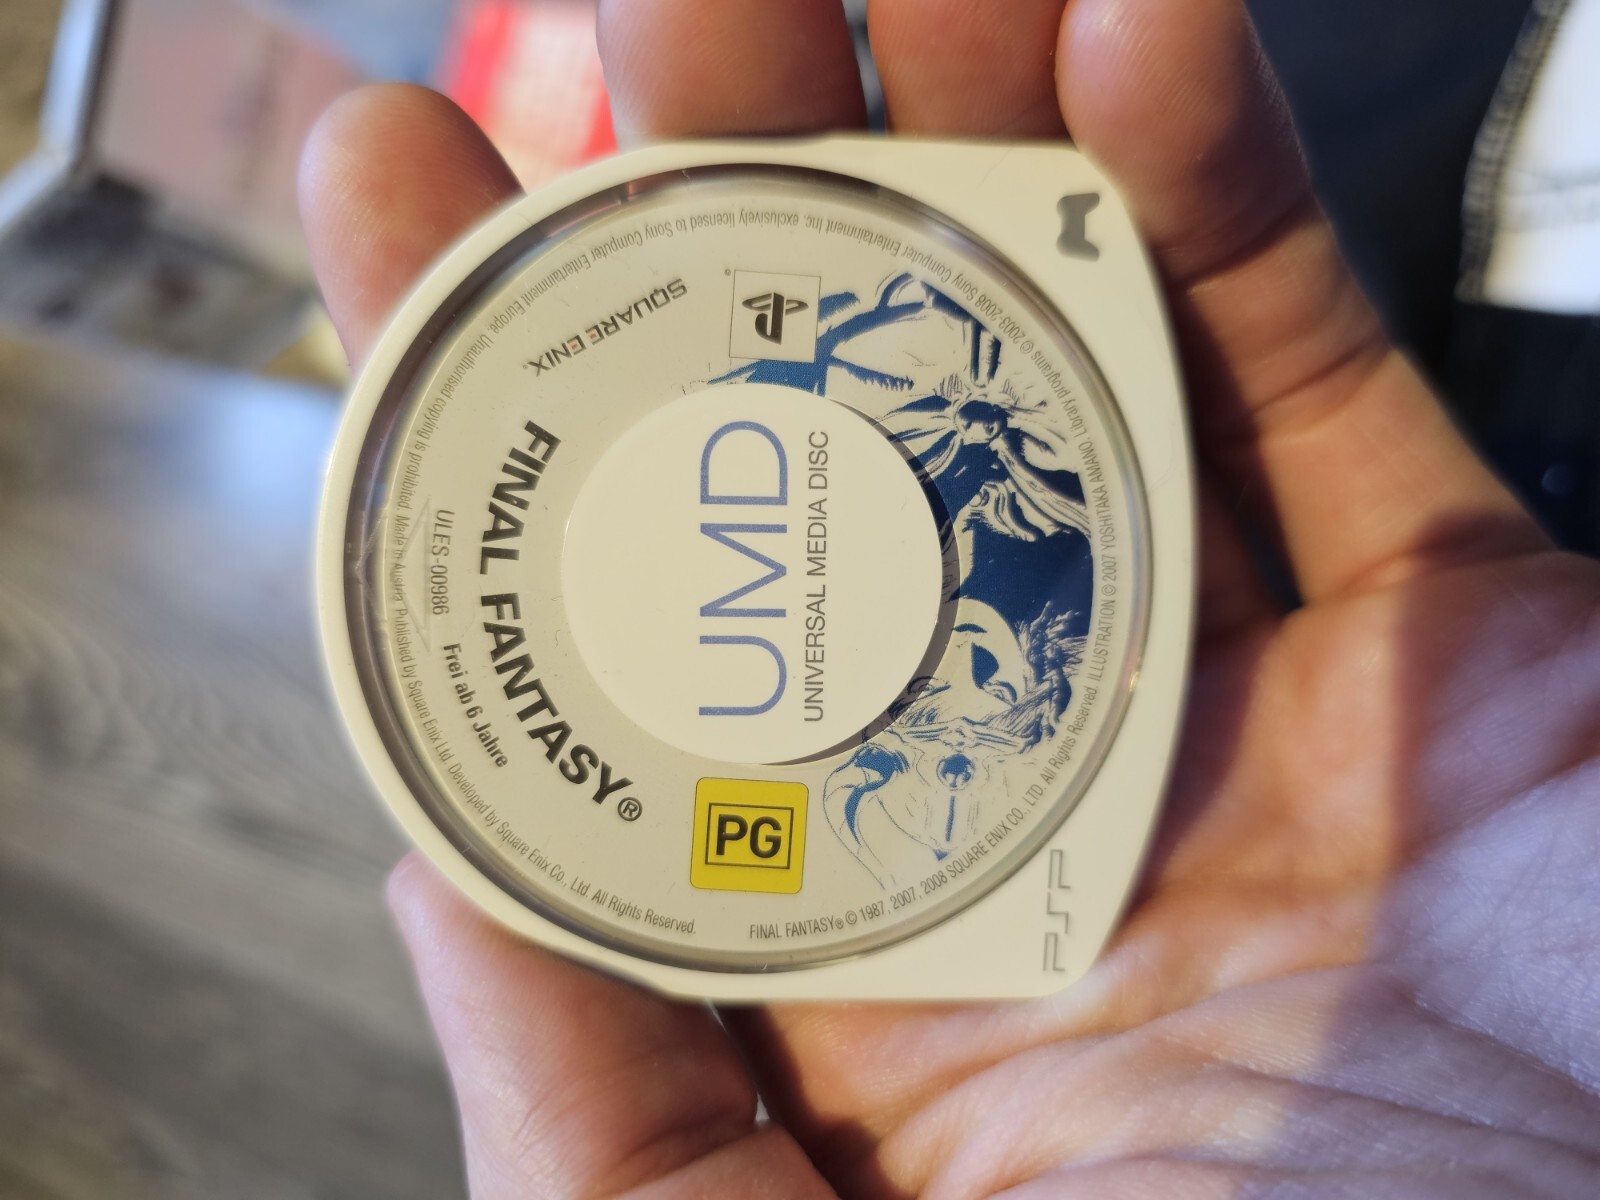 SQUARE ENIX®
FINAL FANTASY®
ULES-00986
Frei ab 6 Jahre
UMD
UNIVERSAL MEDIA DISC
PG
PSP
Library programs © 2003-2008 Sony Computer Entertainment Inc. exclusively licensed to Sony Computer Entertainment Europe. Unauthorised copying is prohibited. Made in Austria. Published by Square Enix Ltd. Developed by Square Enix Co., Ltd. All Rights Reserved.
FINAL FANTASY® © 1987, 2007, 2008 SQUARE ENIX CO., LTD. All Rights Reserved. ILLUSTRATION © 2007 YOSHITAKA AMANO.